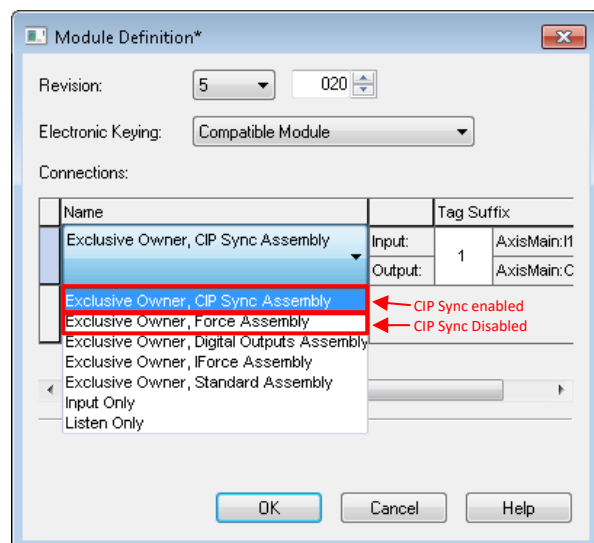 Module Definition*
Revision:
5
020
Electronic Keying:
Compatible Module
Connections:
Name
Tag Suffix
Exclusive Owner, CIP Sync Assembly
Input:
1
AxisMain:I1
Output:
AxisMain:C
Exclusive Owner, CIP Sync Assembly
CIP Sync enabled
Exclusive Owner, Force Assembly
CIP Sync Disabled
Exclusive Owner, Digital Outputs Assembly
Exclusive Owner, IForce Assembly
Exclusive Owner, Standard Assembly
Input Only
Listen Only
OK
Cancel
Help